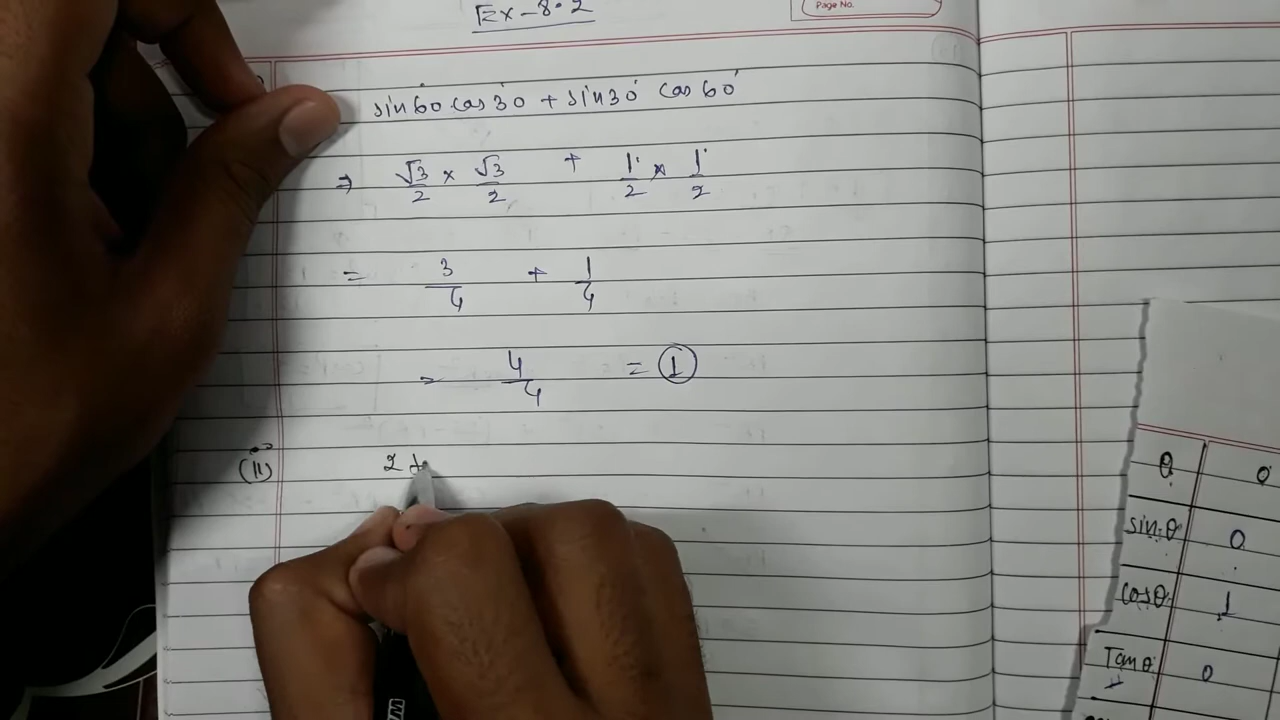 Page No.
Ex-8.2
sin60° cos30° + sin30° cos60°
⇒ √3/2 × √3/2 + 1/2 × 1/2
= 3/4 + 1/4
= 4/4 = 1
(ii) 2
θ 0
sinθ 0
cosθ 1
Tanθ 0